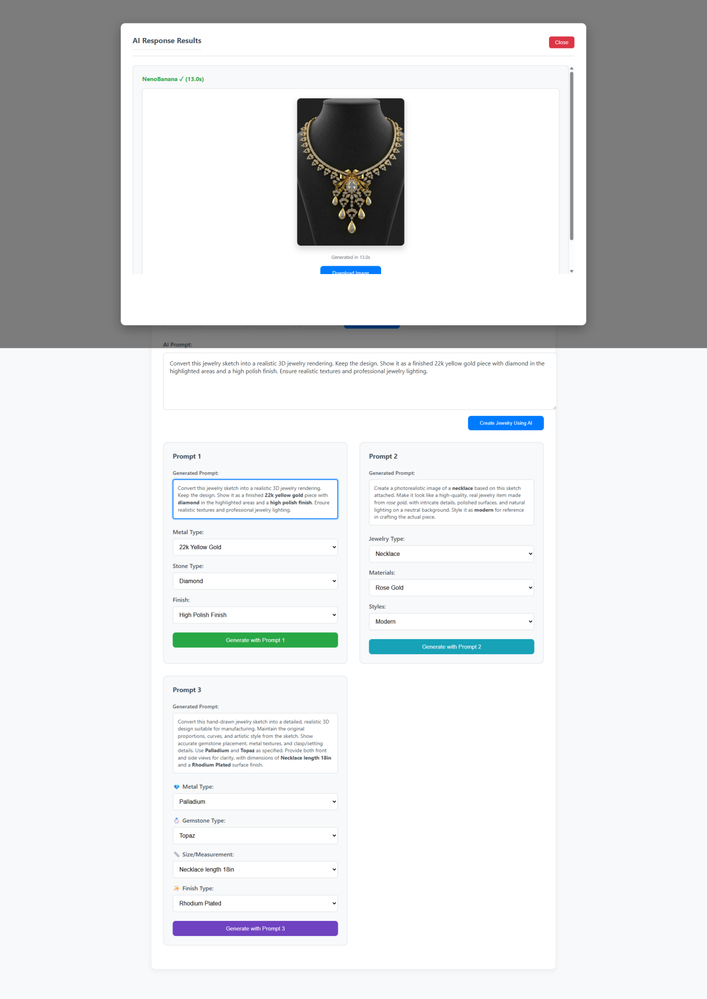 AI Response Results
Close
NenoBanana ✓ (13.0s)
Generated in 13.0s
Download Image
AI Prompt:
Convert this jewelry sketch into a realistic 3D jewelry rendering. Keep the design. Show it as a finished 22k yellow gold piece with diamond in the
highlighted areas and a high polish finish. Ensure realistic textures and professional jewelry lighting.
Create Jewelry Using AI
Prompt 1
Generated Prompt:
Convert this jewelry sketch into a realistic 3D jewelry rendering.
Keep the design. Show it as a finished 22k yellow gold piece with
diamond in the highlighted areas and a high polish finish. Ensure
realistic textures and professional jewelry lighting.
Metal Type:
22k Yellow Gold
Stone Type:
Diamond
Finish:
High Polish Finish
Generate with Prompt 1
Prompt 2
Generated Prompt:
Create a photorealistic image of a necklace based on this sketch
attached. Make it look like a high-quality, real jewelry item made
from rose gold, with intricate details, polished surfaces, and natural
lighting on a neutral background. Style it as modern for reference
in crafting the actual piece.
Jewelry Type:
Necklace
Materials:
Rose Gold
Styles:
Modern
Generate with Prompt 2
Prompt 3
Generated Prompt:
Convert this hand-drawn jewelry sketch into a detailed, realistic 3D
design suitable for manufacturing. Maintain the original
proportions, curves, and artistic style from the sketch. Show
accurate gemstone placement, metal textures, and clasp/setting
details. Use Palladium and Topaz as specified. Provide both front
and side views for clarity, with dimensions of Necklace length 18in
and a Rhodium Plated surface finish.
💎 Metal Type:
Palladium
💍 Gemstone Type:
Topaz
📏 Size/Measurement:
Necklace length 18in
✨ Finish Type:
Rhodium Plated
Generate with Prompt 3